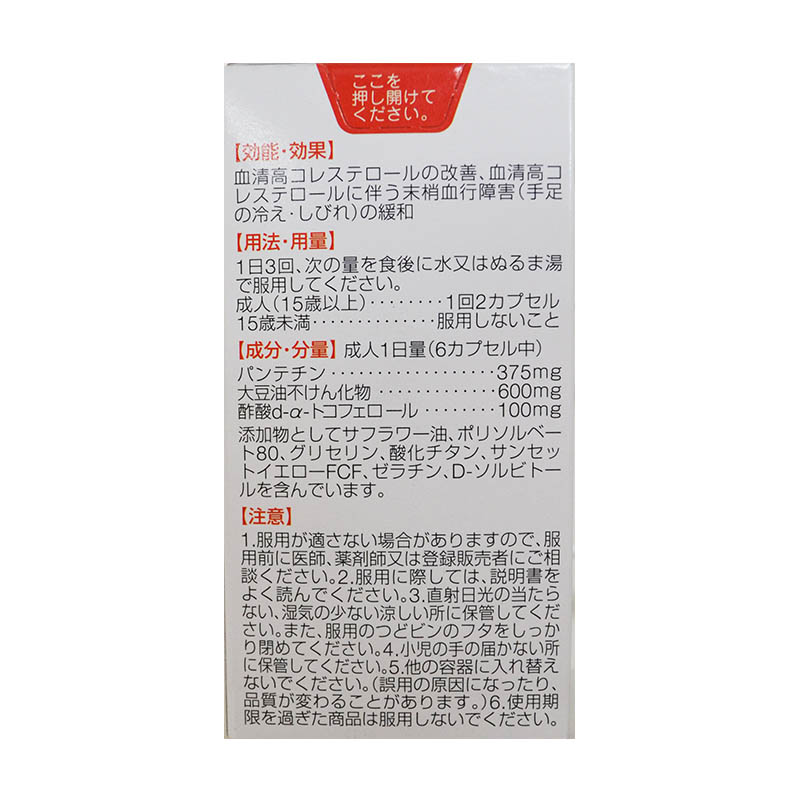 ここを
押し開けて
ください。
【効能・効果】
血清高コレステロールの改善、血清高コ
レステロールに伴う末梢血行障害(手足
の冷え・しびれ)の緩和
【用法・用量】
1日3回、次の量を食後に水又はぬるま湯
で服用してください。
成人(15歳以上)・・・・・・・・1回2カプセル
15歳未満・・・・・・・・・・・・・・服用しないこと
【成分・分量】 成人1日量(6カプセル中)
パンテチン・・・・・・・・・・・・・・・・・・375mg
大豆油不けん化物 ・・・・・・・・・・・・・600mg
酢酸d-α-トコフェロール ・・・・・・・・100mg
添加物としてサフラワー油、ポリソルベー
ト80、グリセリン、酸化チタン、サンセッ
トイエローFCF、ゼラチン、D-ソルビトー
ルを含んでいます。
【注意】
1.服用が適さない場合がありますので、服
用前に医師、薬剤師又は登録販売者にご相
談ください。2.服用に際しては、説明書を
よく読んでください。3.直射日光の当たら
ない、湿気の少ない涼しい所に保管してくだ
さい。また、服用のつどビンのフタをしっか
り閉めてください。4.小児の手の届かない所
に保管してください。5.他の容器に入れ替え
ないでください。(誤用の原因になったり、
品質が変わることがあります。)6.使用期
限を過ぎた商品は服用しないでください。